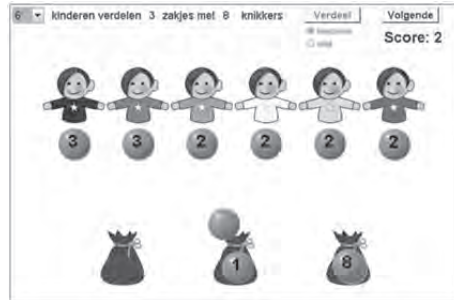 6 kinderen verdelen 3 zakjes met 8 knikkers Verdeel Volgende
Score: 2
3 3 2 2 2 2
1 8